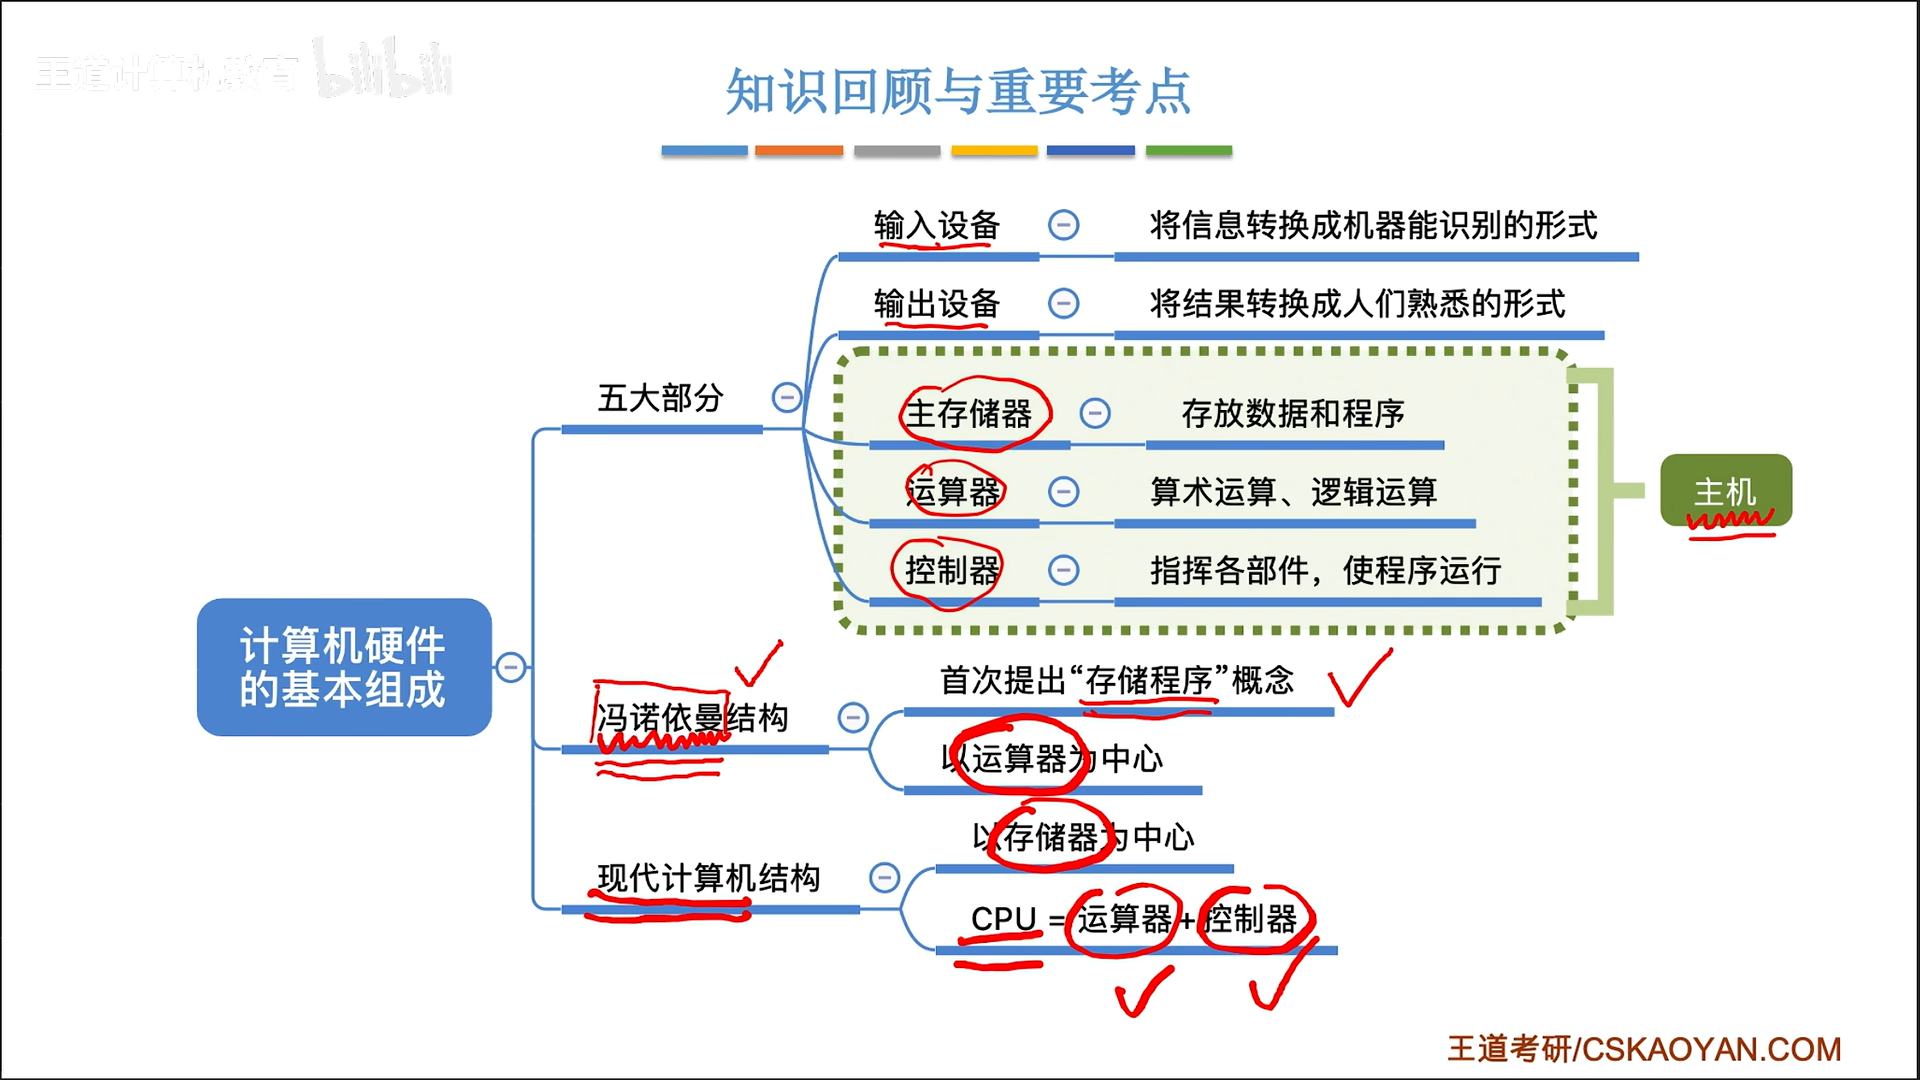 王道计算机教育 bilibili
知识回顾与重要考点
输入设备
将信息转换成机器能识别的形式
输出设备
将结果转换成人们熟悉的形式
五大部分
主存储器
存放数据和程序
运算器
算术运算、逻辑运算
主机
控制器
指挥各部件，使程序运行
计算机硬件
的基本组成
冯诺依曼结构
首次提出“存储程序”概念
以运算器为中心
现代计算机结构
以存储器为中心
CPU = 运算器+控制器
王道考研/CSKAOYAN.COM